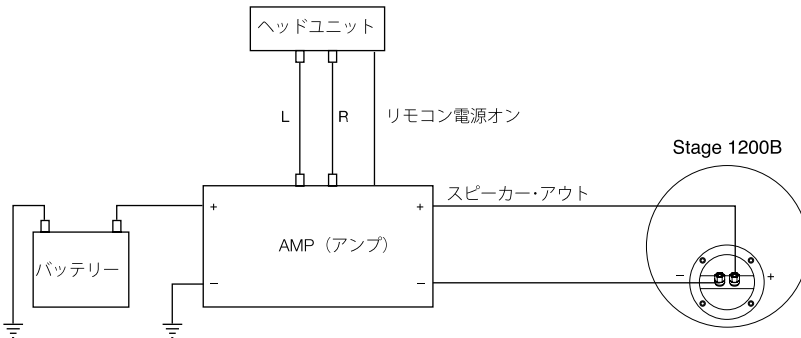 ヘッドユニット
L
R
リモコン電源オン
Stage 1200B
スピーカー・アウト
+
+
AMP（アンプ）
バッテリー
−
−
−
+